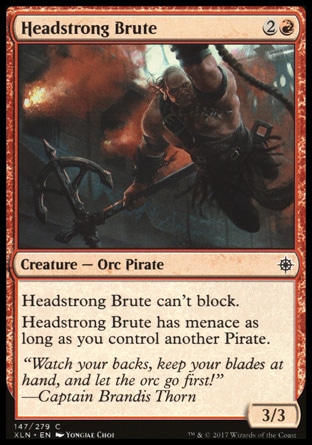 Headstrong Brute 2
Creature — Orc Pirate
Headstrong Brute can't block.
Headstrong Brute has menace as
long as you control another Pirate.
"Watch your backs, keep your blades at
hand, and let the orc go first!"
—Captain Brandis Thorn
3/3
147/279 C
XLN • EN Yongjae Choi
™ & © 2017 Wizards of the Coast